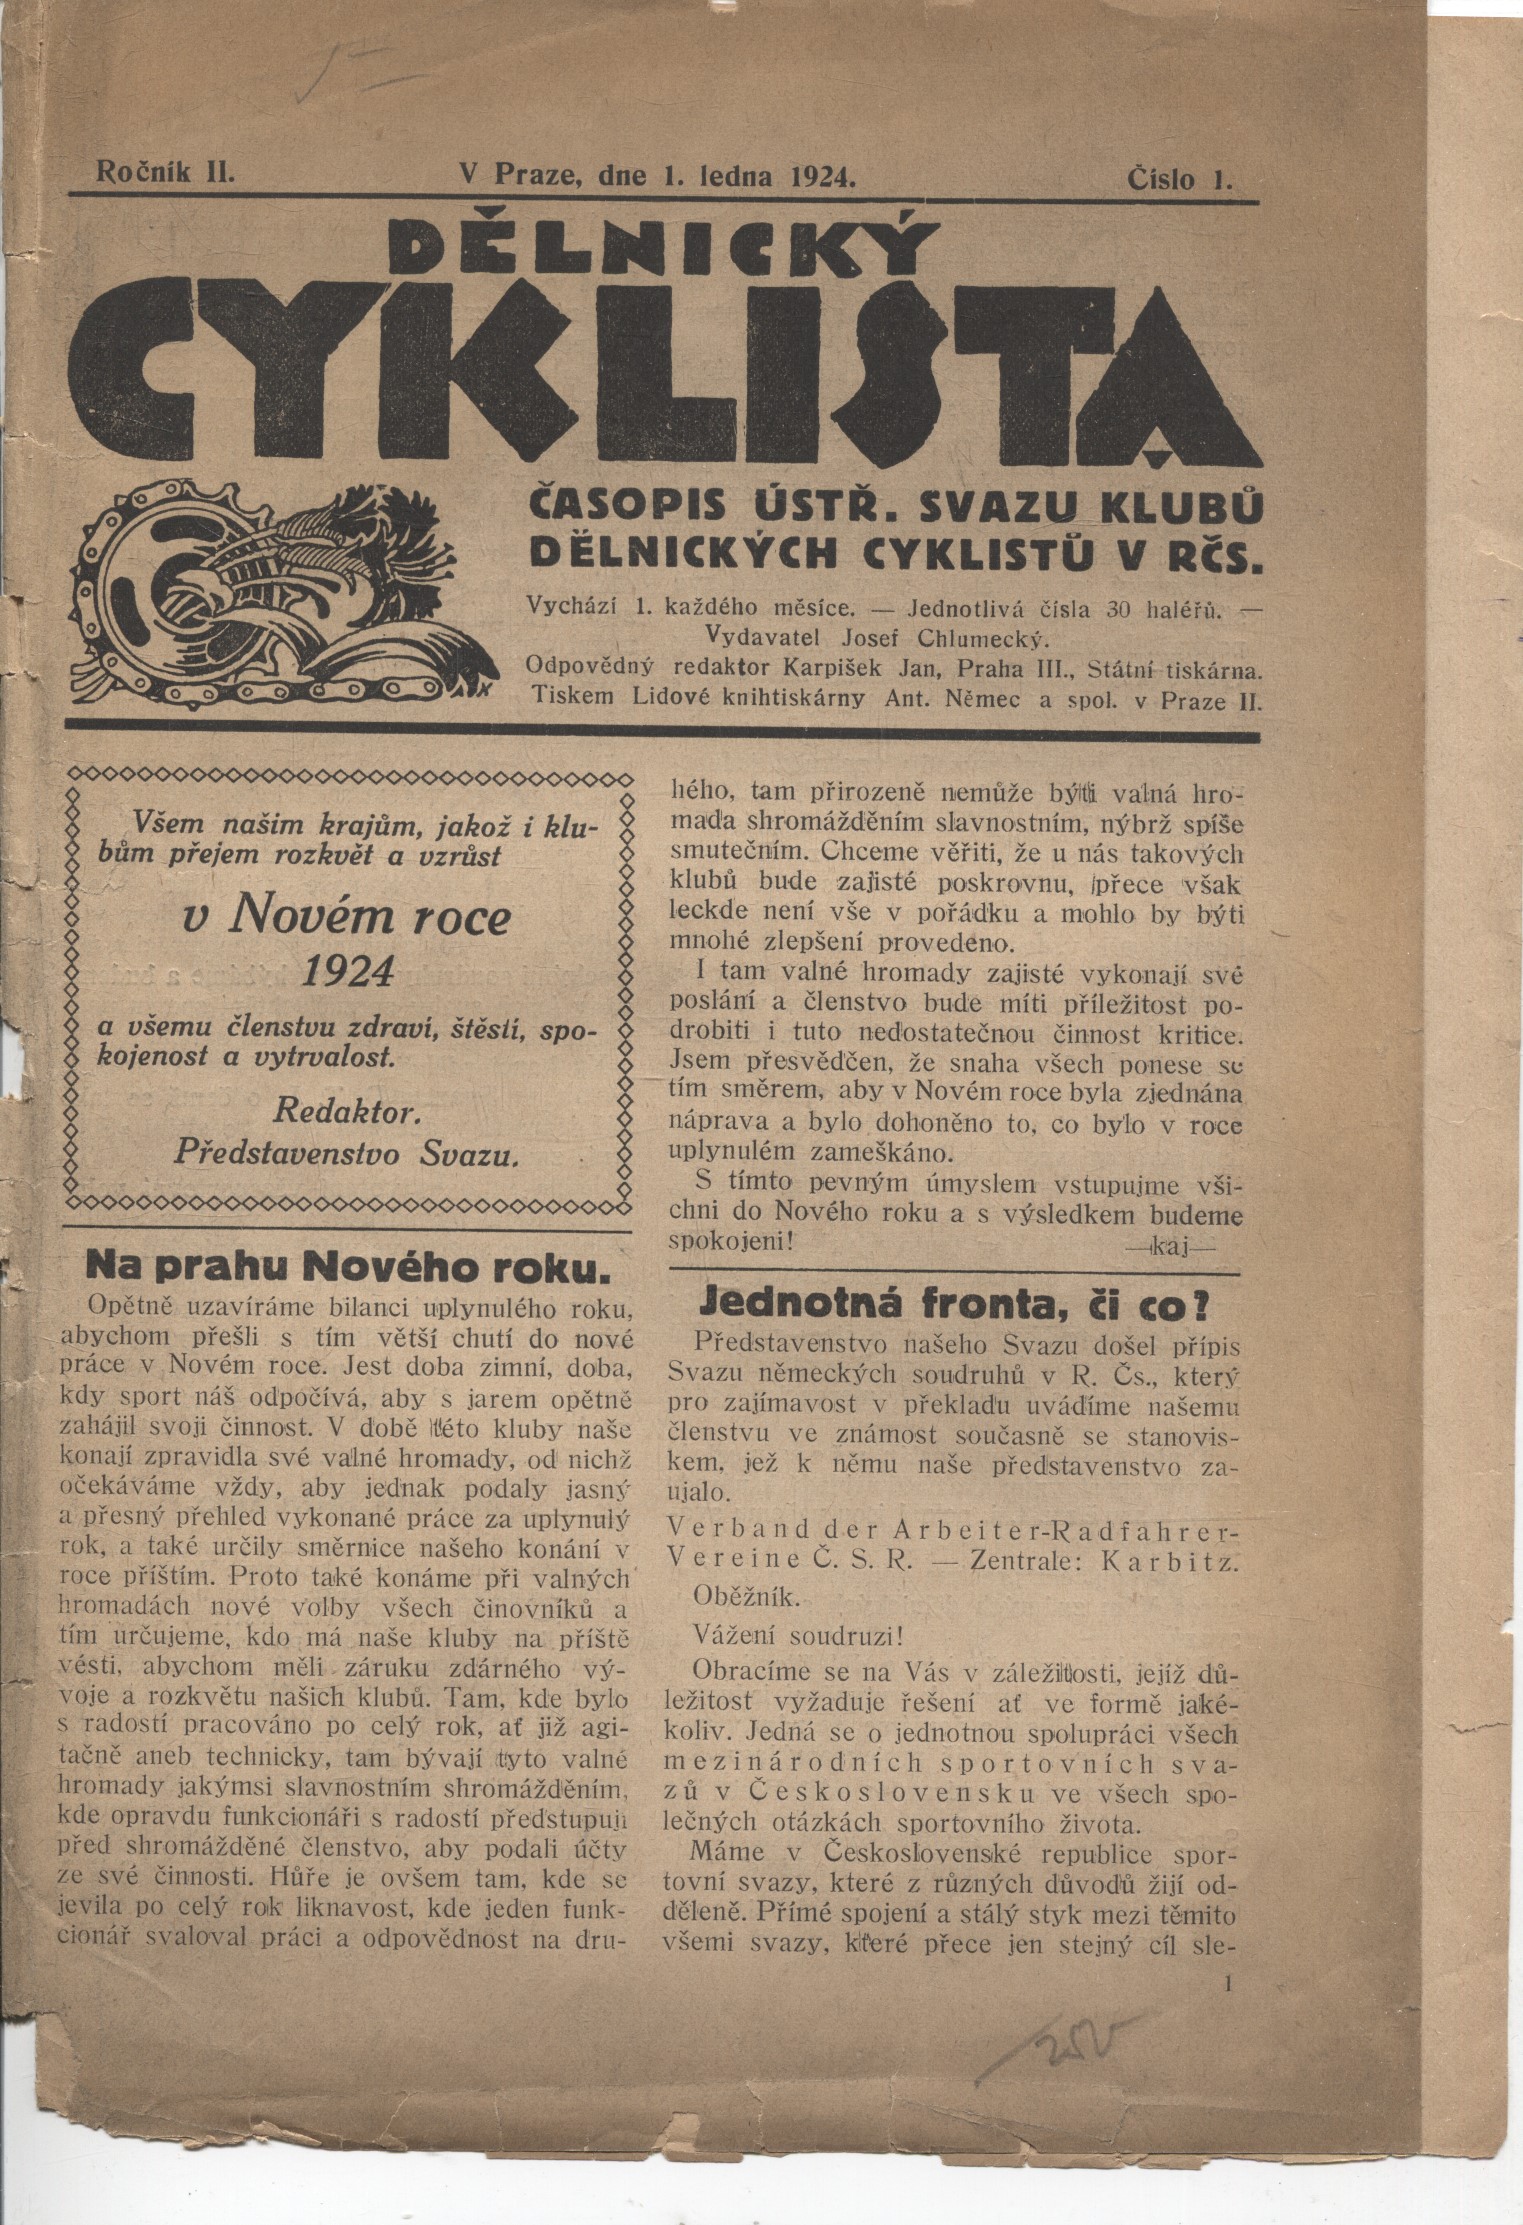 Ročník II.
V Praze, dne 1. ledna 1924.
Číslo 1.
DĚLNICKÝ
CYKLISTA
ČASOPIS ÚSTŘ. SVAZU KLUBŮ
DĚLNICKÝCH CYKLISTŮ V RČS.
Vychází 1. každého měsíce. — Jednotlivá čísla 30 haléřů. —
Vydavatel Josef Chlumecký.
Odpovědný redaktor Karpišek Jan, Praha III., Státní tiskárna.
Tiskem Lidové knihtiskárny Ant. Němec a spol. v Praze II.
Všem našim krajům, jakož i klu-
bům přejem rozkvět a vzrůst
v Novém roce
1924
a všemu členstvu zdraví, štěstí, spo-
kojenost a vytrvalost.
Redaktor.
Představenstvo Svazu.
Na prahu Nového roku.
Opětně uzavíráme bilanci uplynulého roku,
abychom přešli s tím větší chutí do nové
práce v Novém roce. Jest doba zimní, doba,
kdy sport náš odpočívá, aby s jarem opětně
zahájil svoji činnost. V době této kluby naše
konají zpravidla své valné hromady, od nichž
očekáváme vždy, aby jednak podaly jasný
a přesný přehled vykonané práce za uplynulý
rok, a také určily směrnice našeho konání v
roce příštím. Proto také konáme při valných
hromadách nové volby všech činovníků a
tím určujeme, kdo má naše kluby na příště
vésti, abychom měli záruku zdárného vý-
voje a rozkvětu našich klubů. Tam, kde bylo
s radostí pracováno po celý rok, ať již agi-
tačně aneb technicky, tam bývají tyto valné
hromady jakýmsi slavnostním shromážděním,
kde opravdu funkcionáři s radostí předstupují
před shromážděné členstvo, aby podali účty
ze své činnosti. Hůře je ovšem tam, kde se
jevila po celý rok liknavost, kde jeden funk-
cionář svaloval práci a odpovědnost na dru-
hého, tam přirozeně nemůže býti valná hro-
mada shromážděním slavnostním, nýbrž spíše
smutečním. Chceme věřiti, že u nás takových
klubů bude zajisté poskrovnu, přece však
leckde není vše v pořádku a mohlo by býti
mnohé zlepšení provedeno.
I tam valné hromady zajisté vykonají své
poslání a členstvo bude míti příležitost po-
drobiti i tuto nedostatečnou činnost kritice.
Jsem přesvědčen, že snaha všech ponese se
tím směrem, aby v Novém roce byla zjednána
náprava a bylo dohoněno to, co bylo v roce
uplynulém zameškáno.
S tímto pevným úmyslem vstupujme vši-
chni do Nového roku a s výsledkem budeme
spokojeni! —kaj—
Jednotná fronta, či co?
Představenstvo našeho Svazu došel přípis
Svazu německých soudruhů v R. Čs., který
pro zajímavost v překladu uvádíme našemu
členstvu ve známost současně se stanovis-
kem, jež k němu naše představenstvo za-
ujalo.
Verband der Arbeiter-Radfahrer-
Vereine Č. S. R. — Zentrale: Karbitz.
Oběžník.
Vážení soudruzi!
Obracíme se na Vás v záležitosti, jejíž dů-
ležitost vyžaduje řešení ať ve formě jaké-
koliv. Jedná se o jednotnou spolupráci všech
mezinárodních sportovních sva-
zů v Československu ve všech spo-
lečných otázkách sportovního života.
Máme v Československé republice spor-
tovní svazy, které z různých důvodů žijí od-
děleně. Přímé spojení a stálý styk mezi těmito
všemi svazy, které přece jen stejný cíl sle-
1